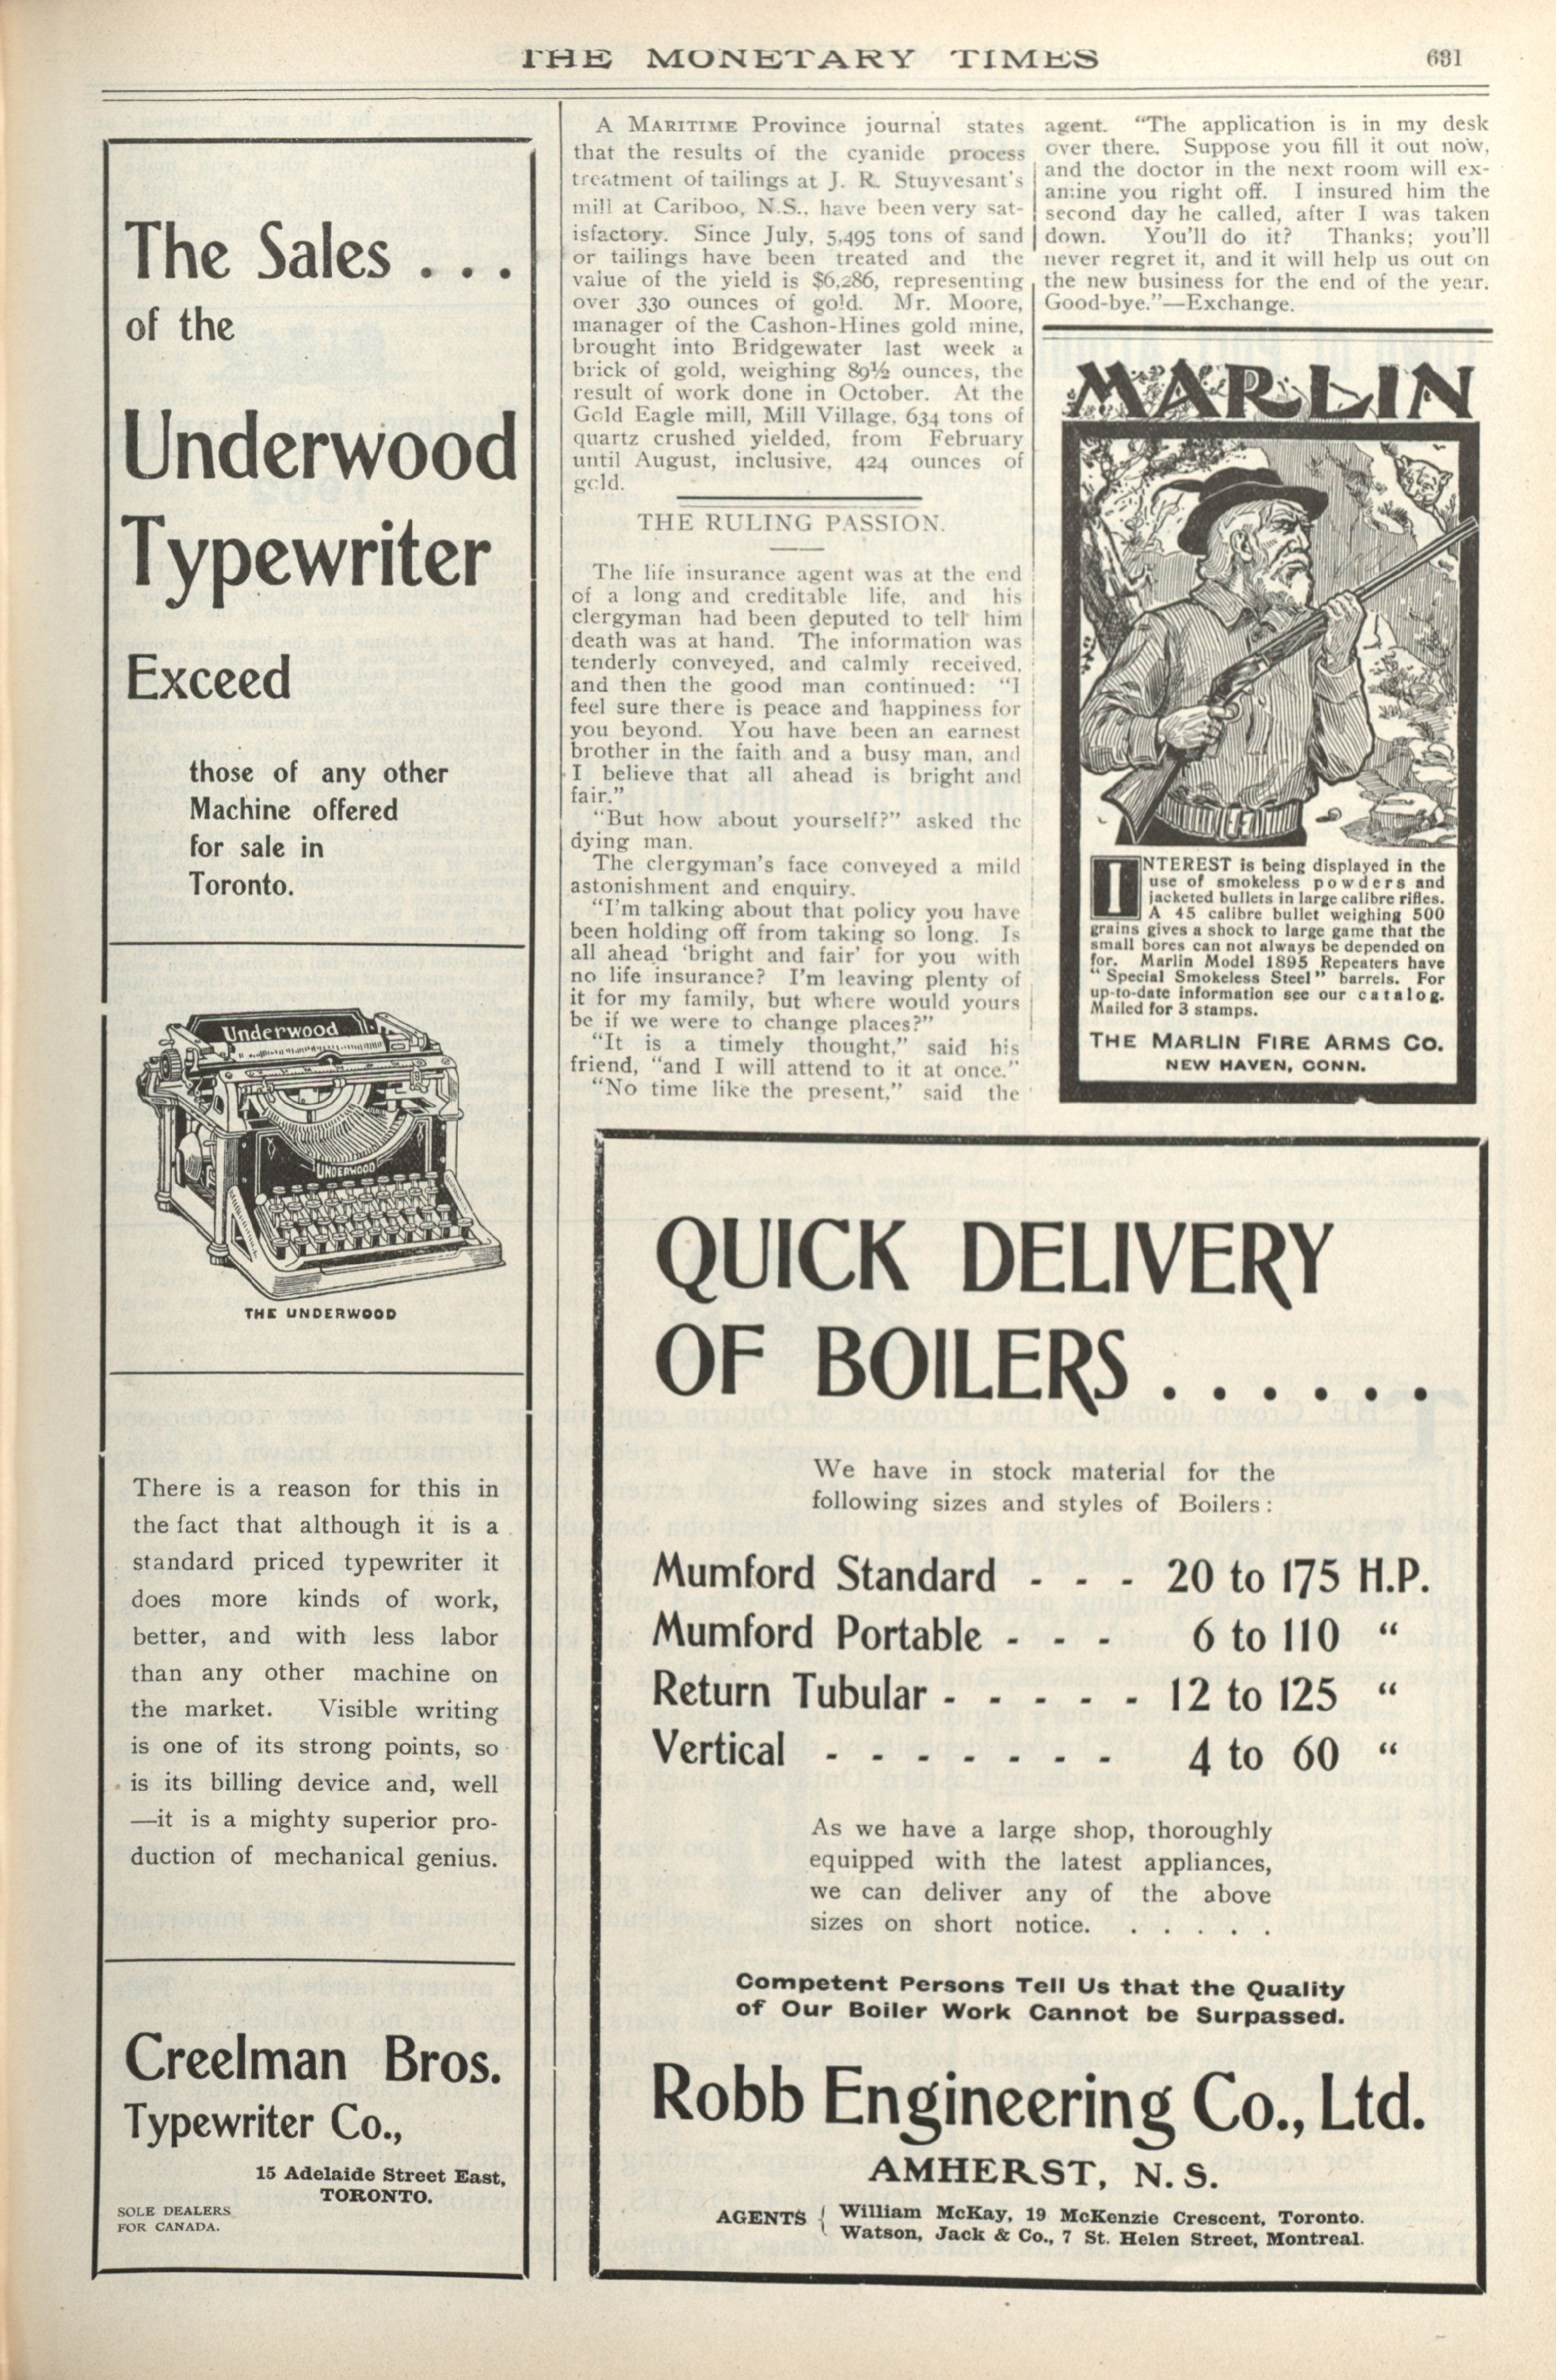 THE MONETARY TIMES
631
The Sales . . .
of the
Underwood
Typewriter
Exceed
those of any other
Machine offered
for sale in
Toronto.
Underwood
UNDERWOOD
THE UNDERWOOD
There is a reason for this in
the fact that although it is a
standard priced typewriter it
does more kinds of work,
better, and with less labor
than any other machine on
the market. Visible writing
is one of its strong points, so
is its billing device and, well
—it is a mighty superior pro-
duction of mechanical genius.
Creelman Bros.
Typewriter Co.,
15 Adelaide Street East,
TORONTO.
SOLE DEALERS
FOR CANADA.
A MARITIME Province journal states
that the results of the cyanide process
treatment of tailings at J. R. Stuyvesant's
mill at Cariboo, N.S., have been very sat-
isfactory. Since July, 5,495 tons of sand
or tailings have been treated and the
value of the yield is $6,286, representing
over 330 ounces of gold. Mr. Moore,
manager of the Cashon-Hines gold mine,
brought into Bridgewater last week a
brick of gold, weighing 89½ ounces, the
result of work done in October. At the
Gold Eagle mill, Mill Village, 634 tons of
quartz crushed yielded, from February
until August, inclusive, 424 ounces of
gold.
THE RULING PASSION.
The life insurance agent was at the end
of a long and creditable life, and his
clergyman had been deputed to tell him
death was at hand. The information was
tenderly conveyed, and calmly received,
and then the good man continued: "I
feel sure there is peace and happiness for
you beyond. You have been an earnest
brother in the faith and a busy man, and
I believe that all ahead is bright and
fair."
"But how about yourself?" asked the
dying man.
The clergyman's face conveyed a mild
astonishment and enquiry.
"I'm talking about that policy you have
been holding off from taking so long. Is
all ahead 'bright and fair' for you with
no life insurance? I'm leaving plenty of
it for my family, but where would yours
be if we were to change places?"
"It is a timely thought," said his
friend, "and I will attend to it at once."
"No time like the present," said the
agent. "The application is in my desk
over there. Suppose you fill it out now,
and the doctor in the next room will ex-
amine you right off. I insured him the
second day he called, after I was taken
down. You'll do it? Thanks; you'll
never regret it, and it will help us out on
the new business for the end of the year.
Good-bye."—Exchange.
MARLIN
INTEREST is being displayed in the
use of smokeless powders and
jacketed bullets in large calibre rifles.
A 45 calibre bullet weighing 500
grains gives a shock to large game that the
small bores can not always be depended on
for. Marlin Model 1895 Repeaters have
"Special Smokeless Steel" barrels. For
up-to-date information see our catalog.
Mailed for 3 stamps.
THE MARLIN FIRE ARMS CO.
NEW HAVEN, CONN.
QUICK DELIVERY
OF BOILERS . . . . . .
We have in stock material for the
following sizes and styles of Boilers:
Mumford Standard - - - 20 to 175 H.P.
Mumford Portable - - - 6 to 110 "
Return Tubular - - - - - 12 to 125 "
Vertical - - - - - - - 4 to 60 "
As we have a large shop, thoroughly
equipped with the latest appliances,
we can deliver any of the above
sizes on short notice. . . . . .
Competent Persons Tell Us that the Quality
of Our Boiler Work Cannot be Surpassed.
Robb Engineering Co., Ltd.
AMHERST, N. S.
AGENTS { William McKay, 19 McKenzie Crescent, Toronto.
Watson, Jack & Co., 7 St. Helen Street, Montreal.